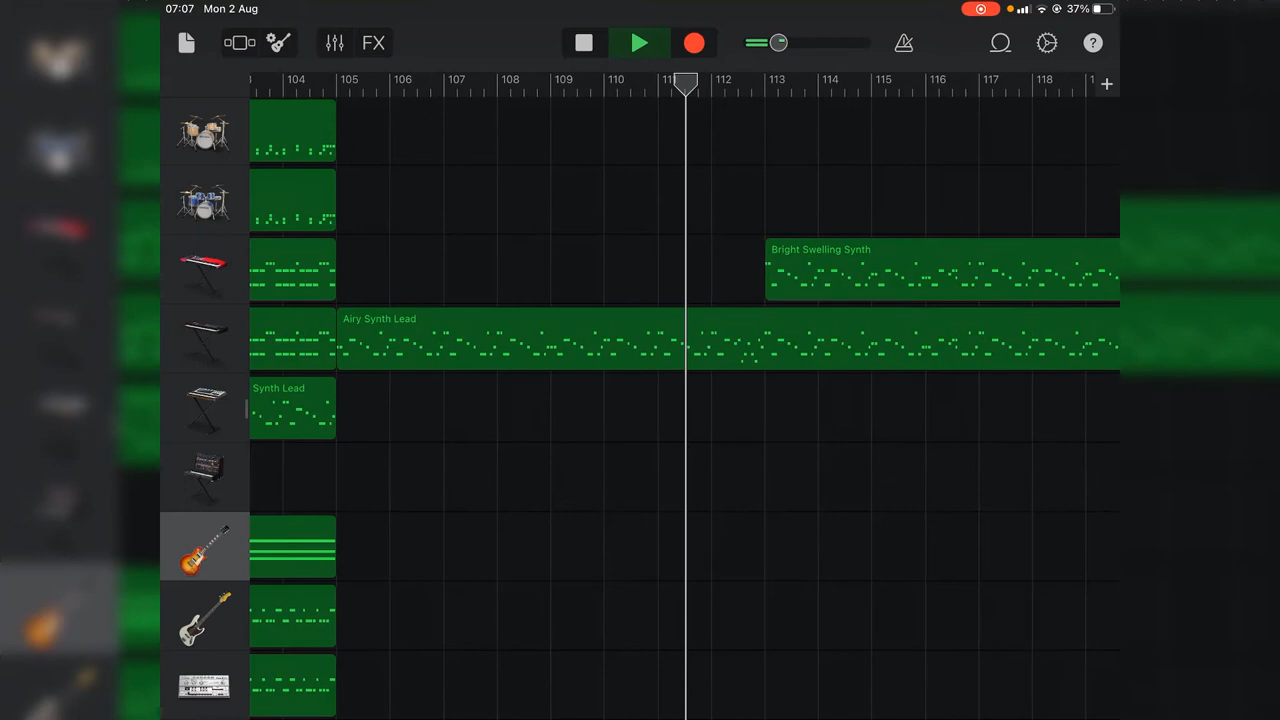 07:07 Mon 2 Aug 37%
FX ?
104 105 106 107 108 109 110 111 112 113 114 115 116 117 118 +
Bright Swelling Synth
Airy Synth Lead
Synth Lead